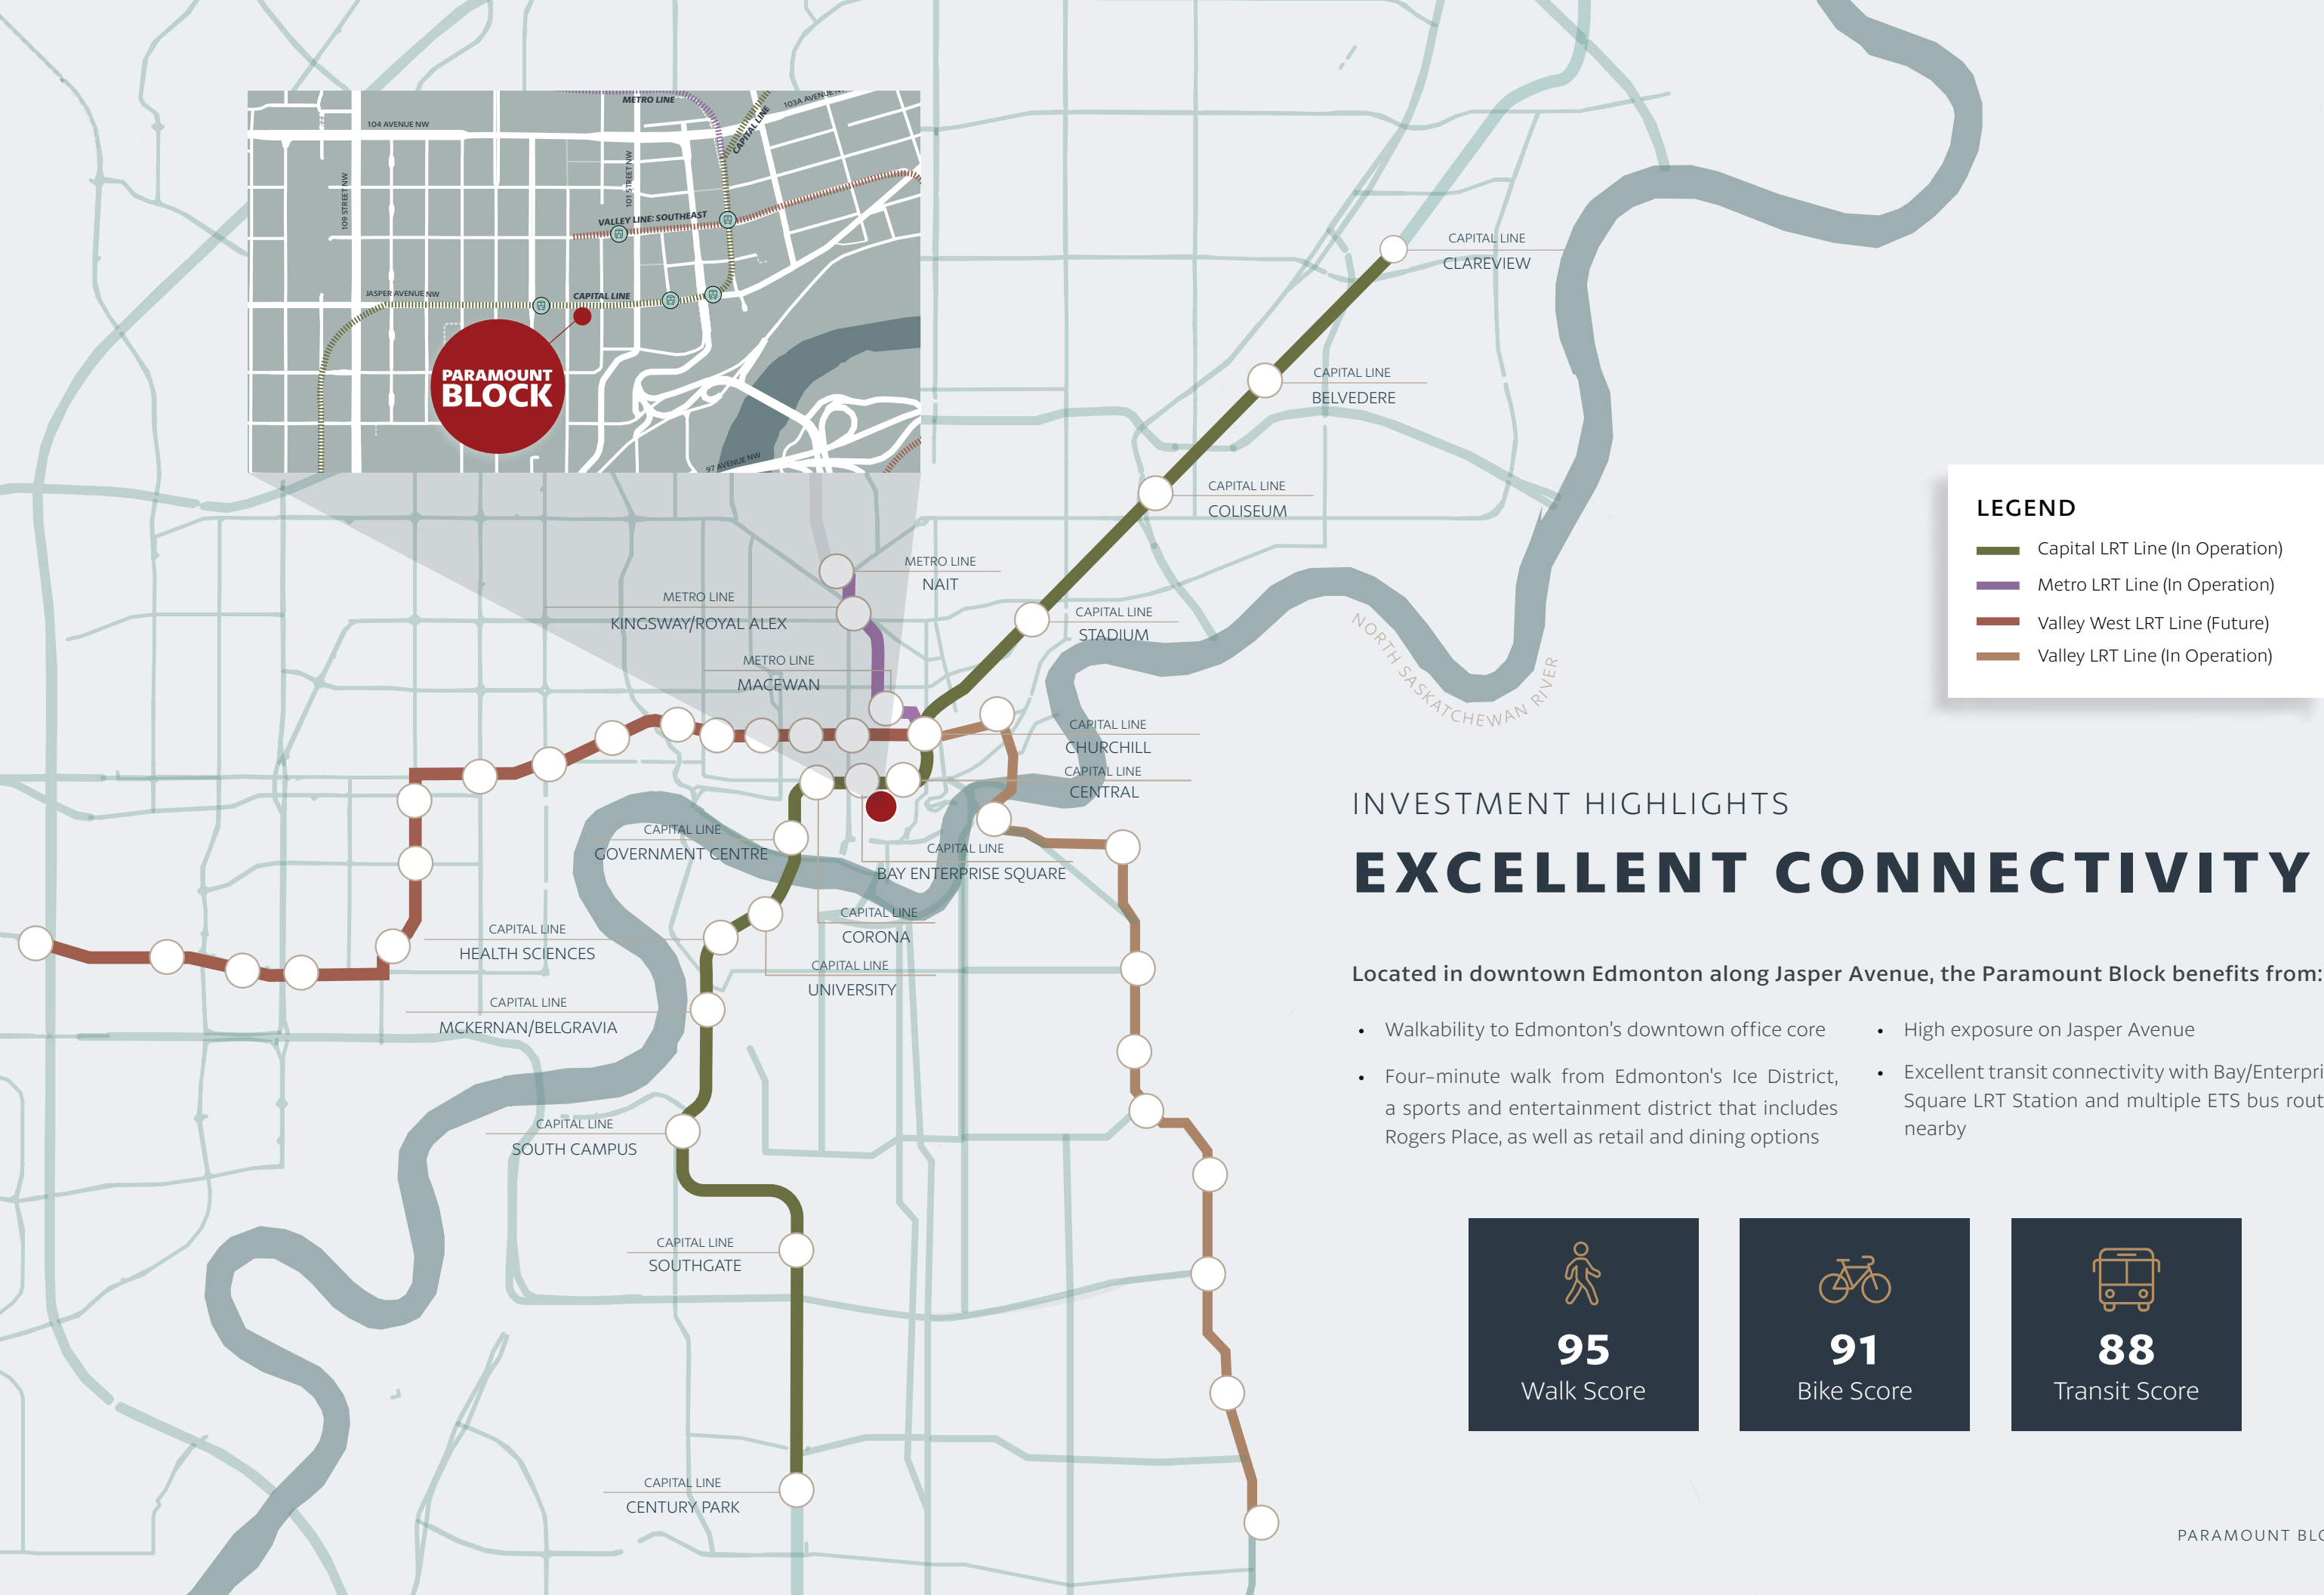 METRO LINE
CAPITAL LINE
103A AVENUE N
104 AVENUE NW
109 STREET NW
101 STREET NW
VALLEY LINE: SOUTHEAST
JASPER AVENUE NW
CAPITAL LINE
PARAMOUNT
BLOCK
97 AVENUE NW
CAPITAL LINE
CLAREVIEW
CAPITAL LINE
BELVEDERE
CAPITAL LINE
COLISEUM
METRO LINE
NAIT
METRO LINE
KINGSWAY/ROYAL ALEX
CAPITAL LINE
STADIUM
METRO LINE
MACEWAN
CAPITAL LINE
CHURCHILL
CAPITAL LINE
CENTRAL
CAPITAL LINE
GOVERNMENT CENTRE
CAPITAL LINE
BAY ENTERPRISE SQUARE
CAPITAL LINE
CORONA
CAPITAL LINE
HEALTH SCIENCES
CAPITAL LINE
UNIVERSITY
CAPITAL LINE
MCKERNAN/BELGRAVIA
CAPITAL LINE
SOUTH CAMPUS
CAPITAL LINE
SOUTHGATE
CAPITAL LINE
CENTURY PARK
NORTH SASKATCHEWAN RIVER
LEGEND
Capital LRT Line (In Operation)
Metro LRT Line (In Operation)
Valley West LRT Line (Future)
Valley LRT Line (In Operation)
INVESTMENT HIGHLIGHTS
EXCELLENT CONNECTIVITY
Located in downtown Edmonton along Jasper Avenue, the Paramount Block benefits from:
• Walkability to Edmonton's downtown office core
• Four-minute walk from Edmonton's Ice District,
a sports and entertainment district that includes
Rogers Place, as well as retail and dining options
• High exposure on Jasper Avenue
• Excellent transit connectivity with Bay/Enterpri
Square LRT Station and multiple ETS bus rout
nearby
95
Walk Score
91
Bike Score
88
Transit Score
PARAMOUNT BLO